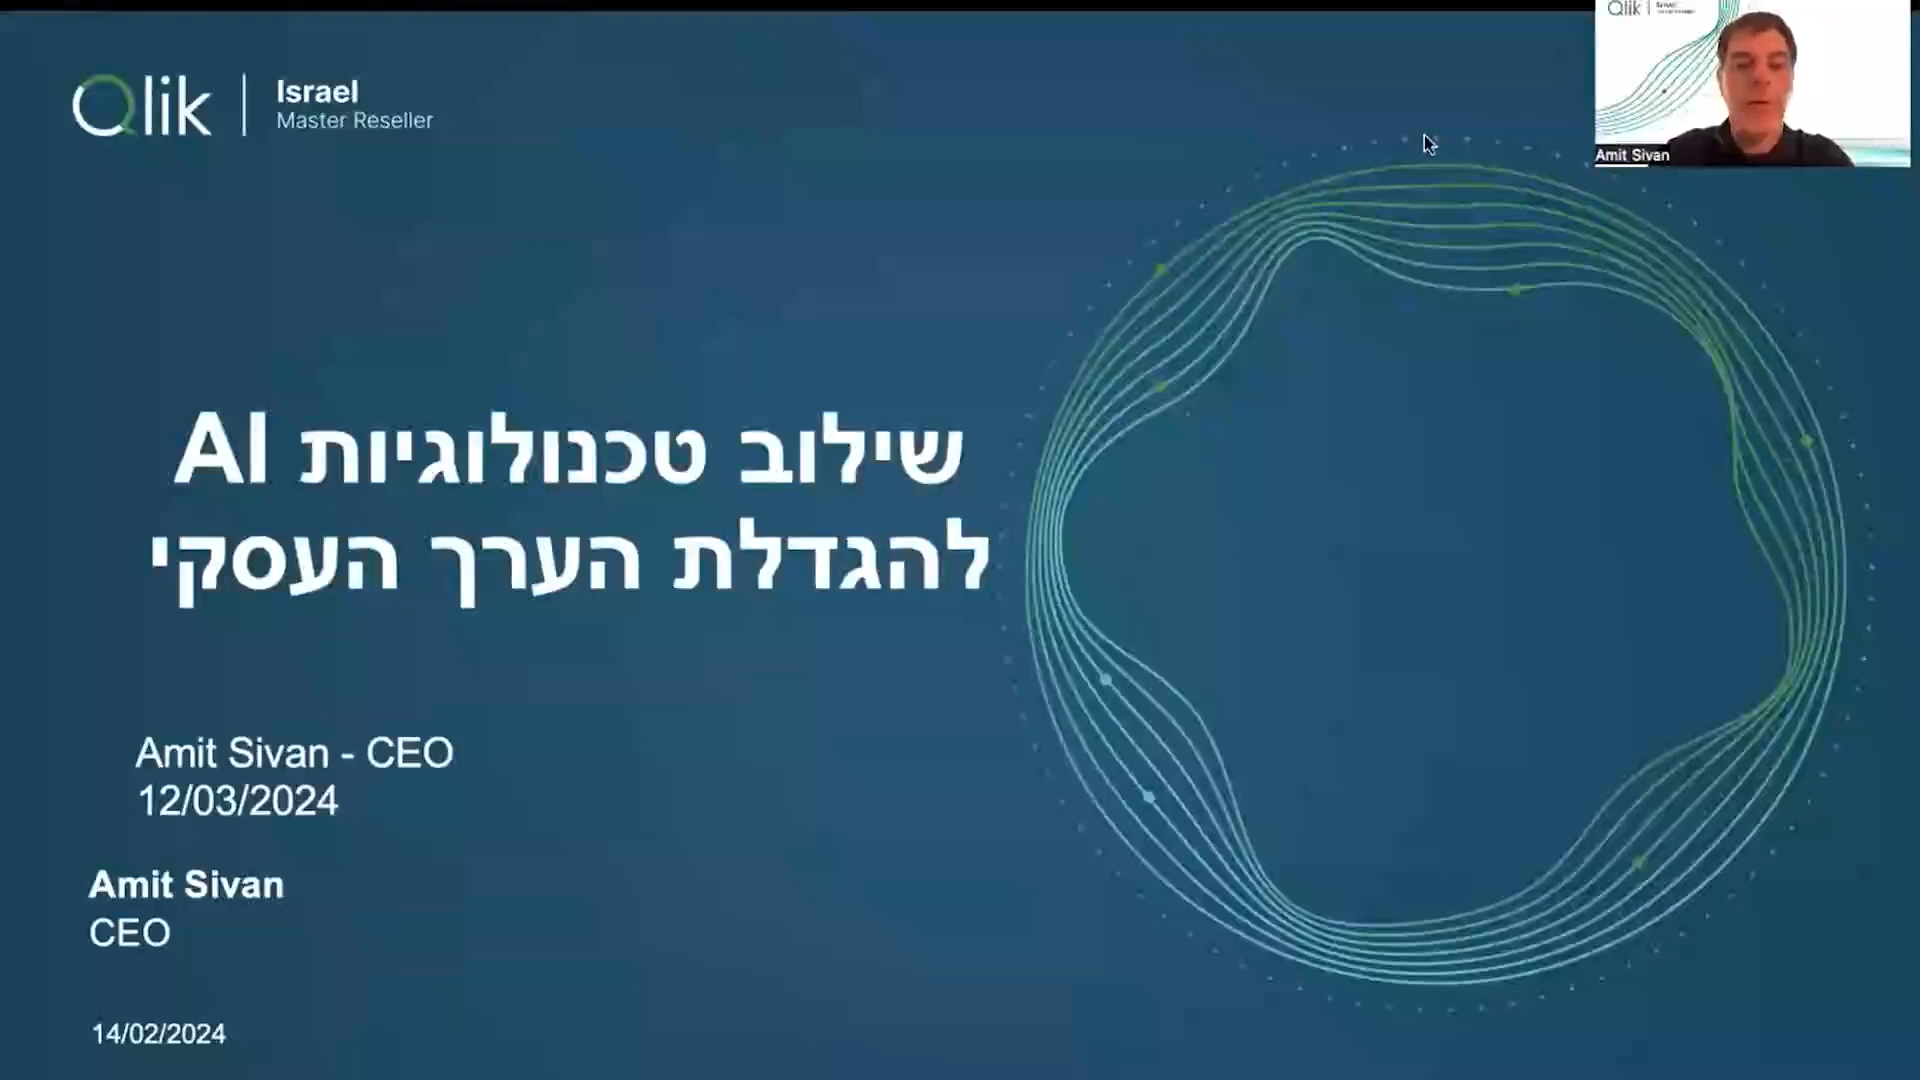 Qlik
Israel
Master Reseller
Qlik
Amit Sivan
שילוב טכנולוגיות AI
להגדלת הערך העסקי
Amit Sivan - CEO
12/03/2024
Amit Sivan
CEO
14/02/2024